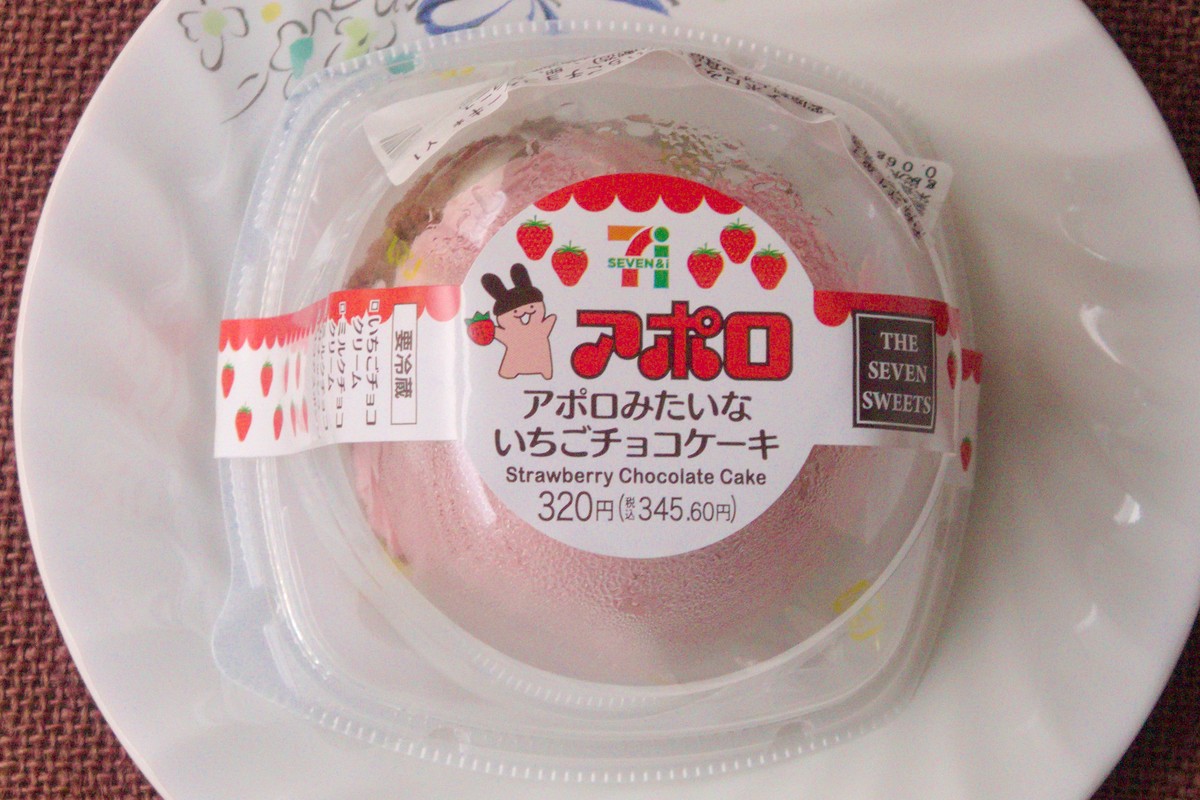 SEVEN&i
アポロ
アポロみたいな
いちごチョコケーキ
Strawberry Chocolate Cake
320円(税込345.60円)
THE
SEVEN
SWEETS
要冷蔵
いちごチョコ
クリーム
ミルクチョコ
クリーム